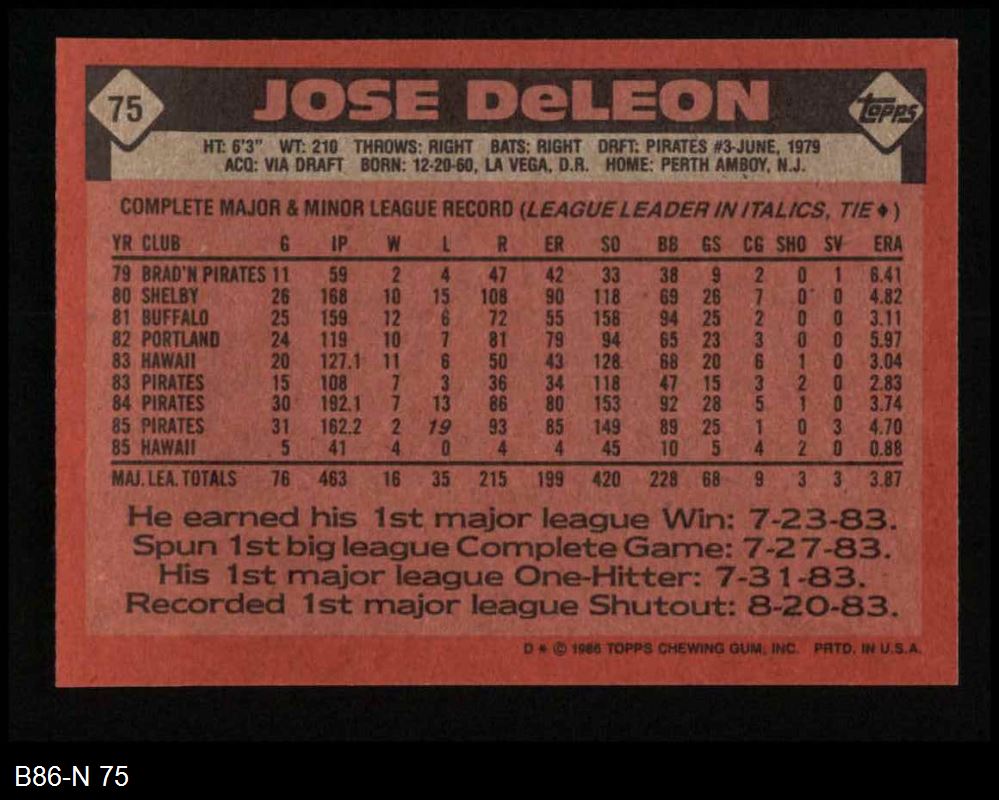 75
JOSE DeLEON
TOPPS
HT: 6'3" WT: 210 THROWS: RIGHT BATS: RIGHT DRFT: PIRATES #3-JUNE, 1979
ACQ: VIA DRAFT BORN: 12-20-60, LA VEGA, D.R. HOME: PERTH AMBOY, N.J.
COMPLETE MAJOR & MINOR LEAGUE RECORD (LEAGUE LEADER IN ITALICS, TIE ♦)
YR CLUB G IP W L R ER SO BB GS CG SHO SV ERA
79 BRAD'N PIRATES 11 59 2 4 47 42 33 38 9 2 0 1 6.41
80 SHELBY 26 168 10 15 108 90 118 69 26 7 0 0 4.82
81 BUFFALO 25 159 12 6 72 55 158 94 25 2 0 0 3.11
82 PORTLAND 24 119 10 7 81 79 94 65 23 3 0 0 5.97
83 HAWAII 20 127.1 11 6 50 43 128 68 20 6 1 0 3.04
83 PIRATES 15 108 7 3 36 34 118 47 15 3 2 0 2.83
84 PIRATES 30 192.1 7 13 86 80 153 92 28 5 1 0 3.74
85 PIRATES 31 162.2 2 19 93 85 149 89 25 1 0 3 4.70
85 HAWAII 5 41 4 0 4 4 45 10 5 4 2 0 0.88
MAJ. LEA. TOTALS 76 463 16 35 215 199 420 228 68 9 3 3 3.87
He earned his 1st major league Win: 7-23-83.
Spun 1st big league Complete Game: 7-27-83.
His 1st major league One-Hitter: 7-31-83.
Recorded 1st major league Shutout: 8-20-83.
D * © 1986 TOPPS CHEWING GUM, INC. PRTD. IN U.S.A.
B86-N 75